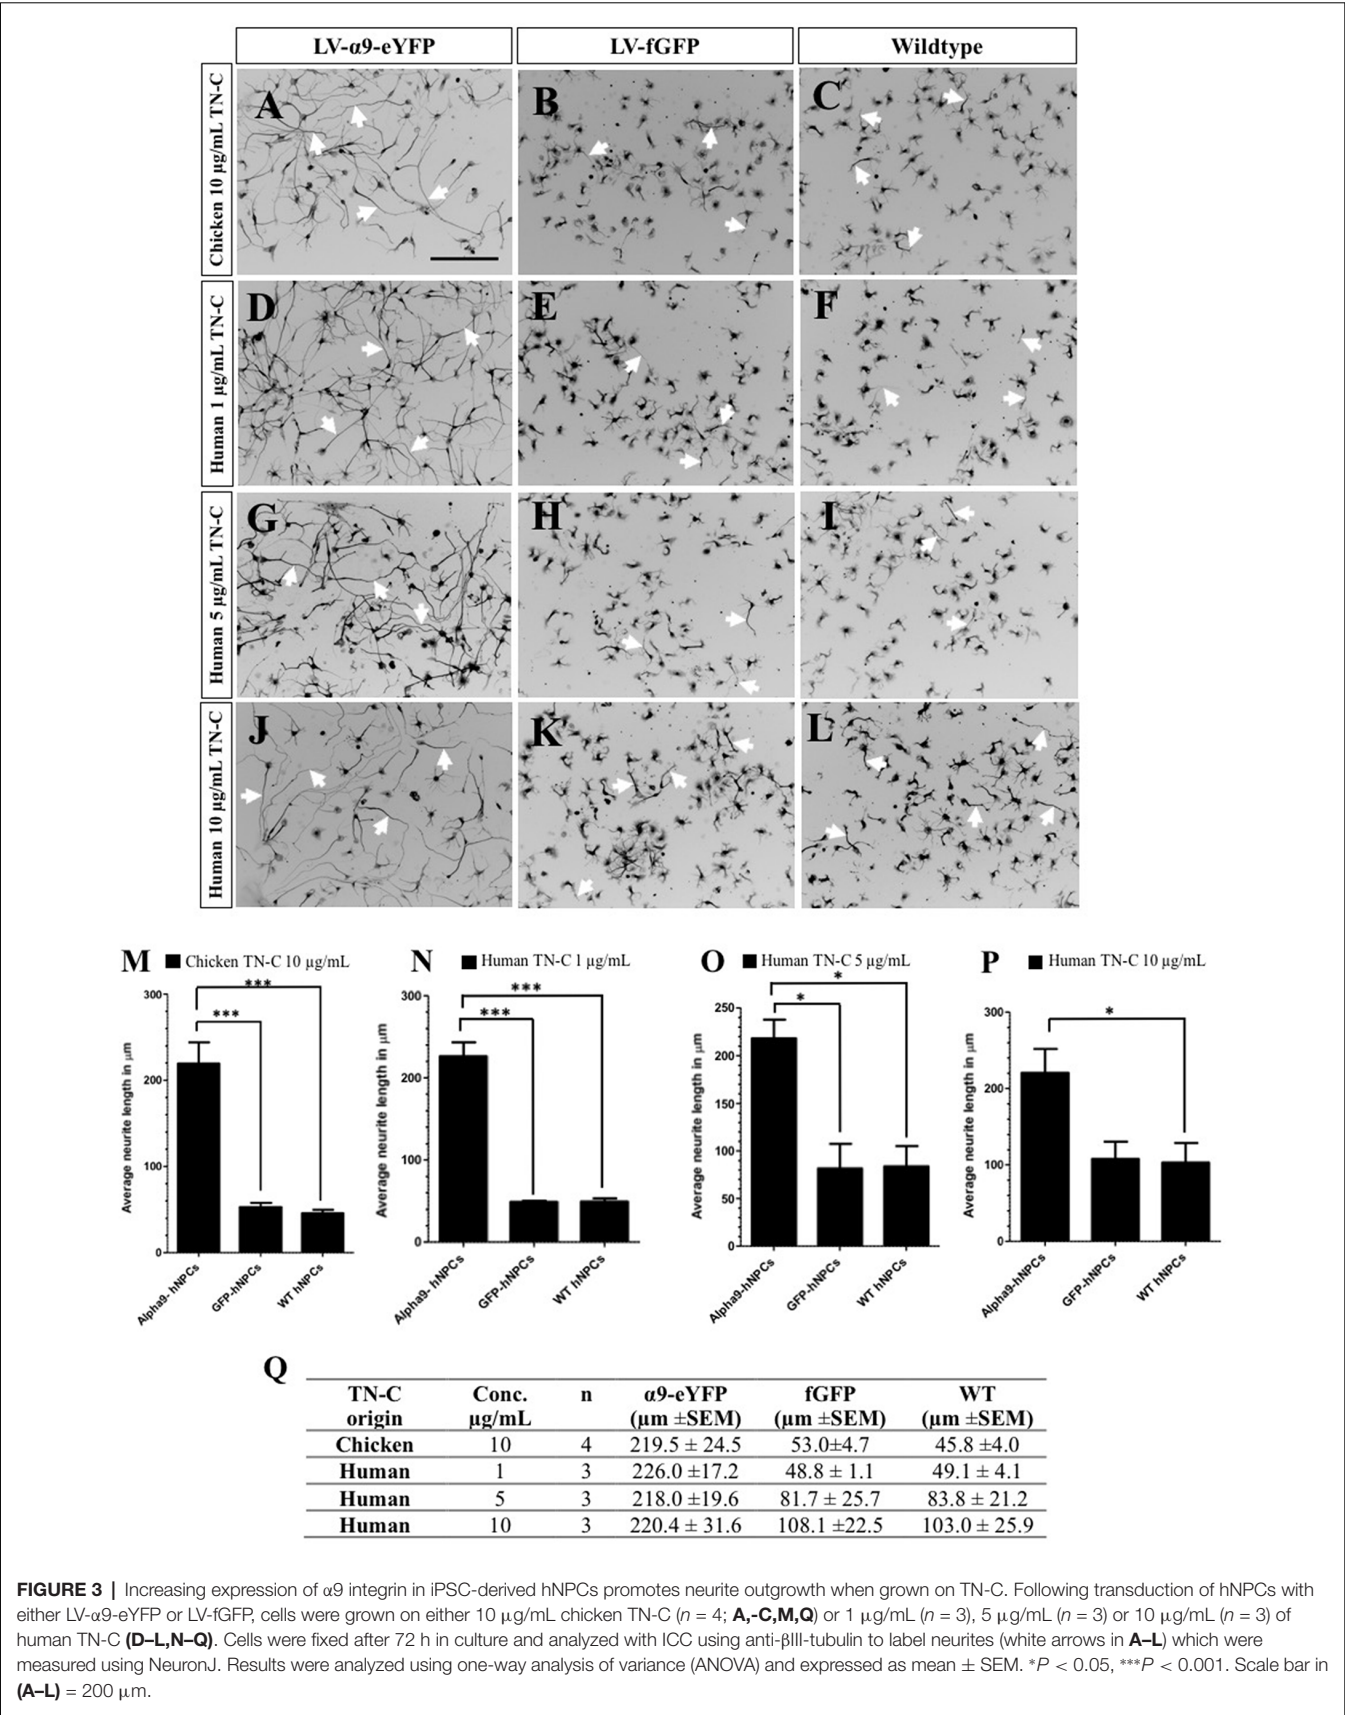 LV-α9-eYFP
LV-fGFP
Wildtype
Chicken 10 µg/mL TN-C
A
B
C
Human 1 µg/mL TN-C
D
E
F
Human 5 µg/mL TN-C
G
H
I
Human 10 µg/mL TN-C
J
K
L
M
Chicken TN-C 10 µg/mL
Average neurite length in µm
300
200
100
0
***
***
Alpha9- hNPCs
GFP-hNPCs
WT hNPCs
N
Human TN-C 1 µg/mL
Average neurite length in µm
300
200
100
0
***
***
Alpha9- hNPCs
GFP-hNPCs
WT hNPCs
O
Human TN-C 5 µg/mL
Average neurite length in µm
250
200
150
100
50
0
*
*
Alpha9-hNPCs
GFP-hNPCs
WT hNPCs
P
Human TN-C 10 µg/mL
Average neurite length in µm
300
200
100
0
*
Alpha9-hNPCs
GFP-hNPCs
WT hNPCs
Q
TN-C Conc. n α9-eYFP fGFP WT
origin µg/mL (µm ±SEM) (µm ±SEM) (µm ±SEM)
Chicken 10 4 219.5 ± 24.5 53.0±4.7 45.8 ±4.0
Human 1 3 226.0 ±17.2 48.8 ± 1.1 49.1 ± 4.1
Human 5 3 218.0 ±19.6 81.7 ± 25.7 83.8 ± 21.2
Human 10 3 220.4 ± 31.6 108.1 ±22.5 103.0 ± 25.9
FIGURE 3 | Increasing expression of α9 integrin in iPSC-derived hNPCs promotes neurite outgrowth when grown on TN-C. Following transduction of hNPCs with
either LV-α9-eYFP or LV-fGFP, cells were grown on either 10 µg/mL chicken TN-C (n = 4; A,-C,M,Q) or 1 µg/mL (n = 3), 5 µg/mL (n = 3) or 10 µg/mL (n = 3) of
human TN-C (D–L,N–Q). Cells were fixed after 72 h in culture and analyzed with ICC using anti-βIII-tubulin to label neurites (white arrows in A–L) which were
measured using NeuronJ. Results were analyzed using one-way analysis of variance (ANOVA) and expressed as mean ± SEM. *P < 0.05, ***P < 0.001. Scale bar in
(A–L) = 200 µm.